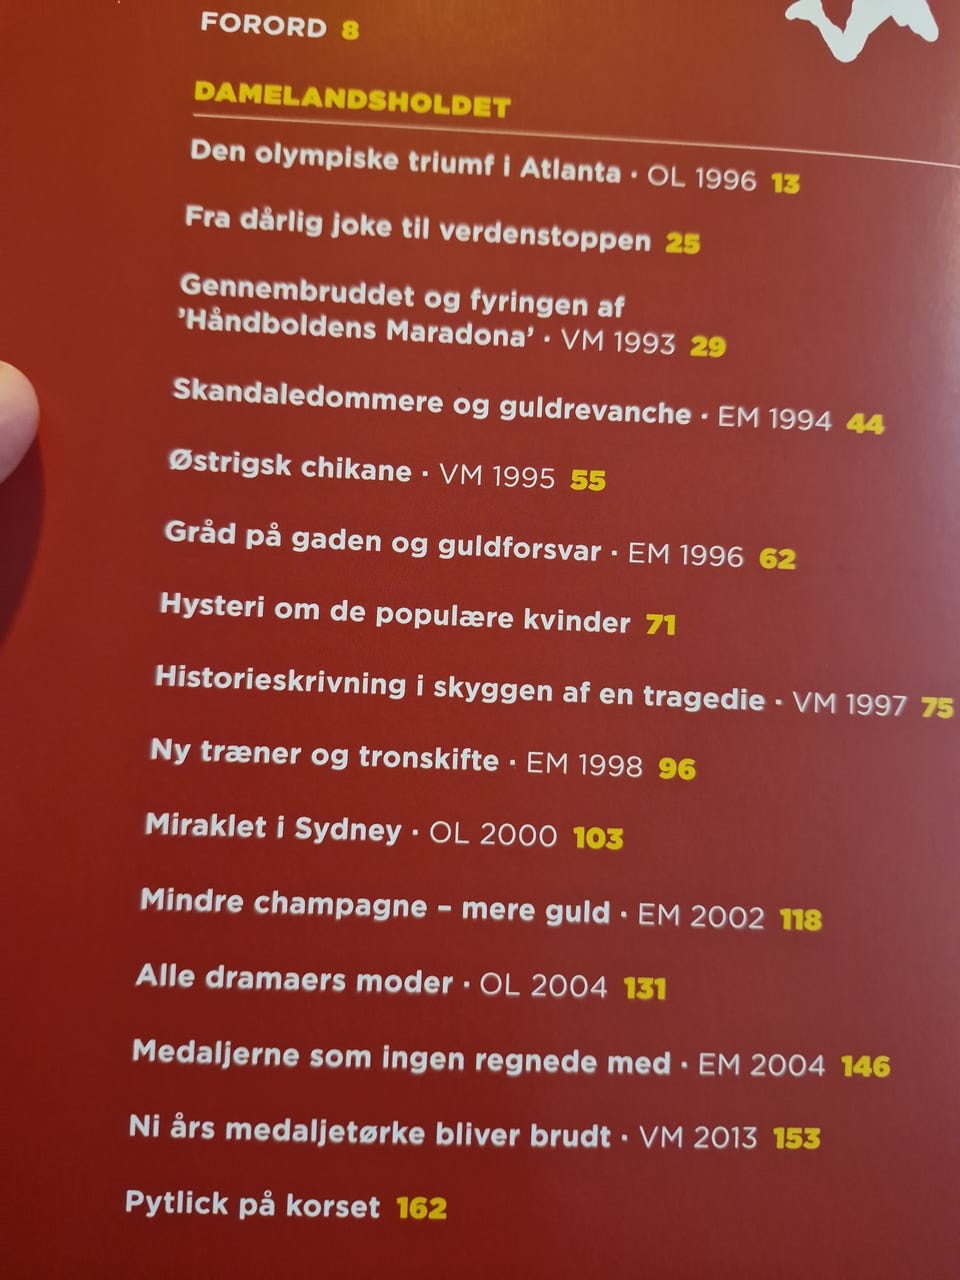 FORORD 8
DAMELANDSHOLDET
Den olympiske triumf i Atlanta · OL 1996 13
Fra dårlig joke til verdenstoppen 25
Gennembruddet og fyringen af
'Håndboldens Maradona' · VM 1993 29
Skandaledommere og guldrevanche · EM 1994 44
Østrigsk chikane · VM 1995 55
Gråd på gaden og guldforsvar · EM 1996 62
Hysteri om de populære kvinder 71
Historieskrivning i skyggen af en tragedie · VM 1997 75
Ny træner og tronskifte · EM 1998 96
Miraklet i Sydney · OL 2000 103
Mindre champagne – mere guld · EM 2002 118
Alle dramaers moder · OL 2004 131
Medaljerne som ingen regnede med · EM 2004 146
Ni års medaljetørke bliver brudt · VM 2013 153
Pytlick på korset 162